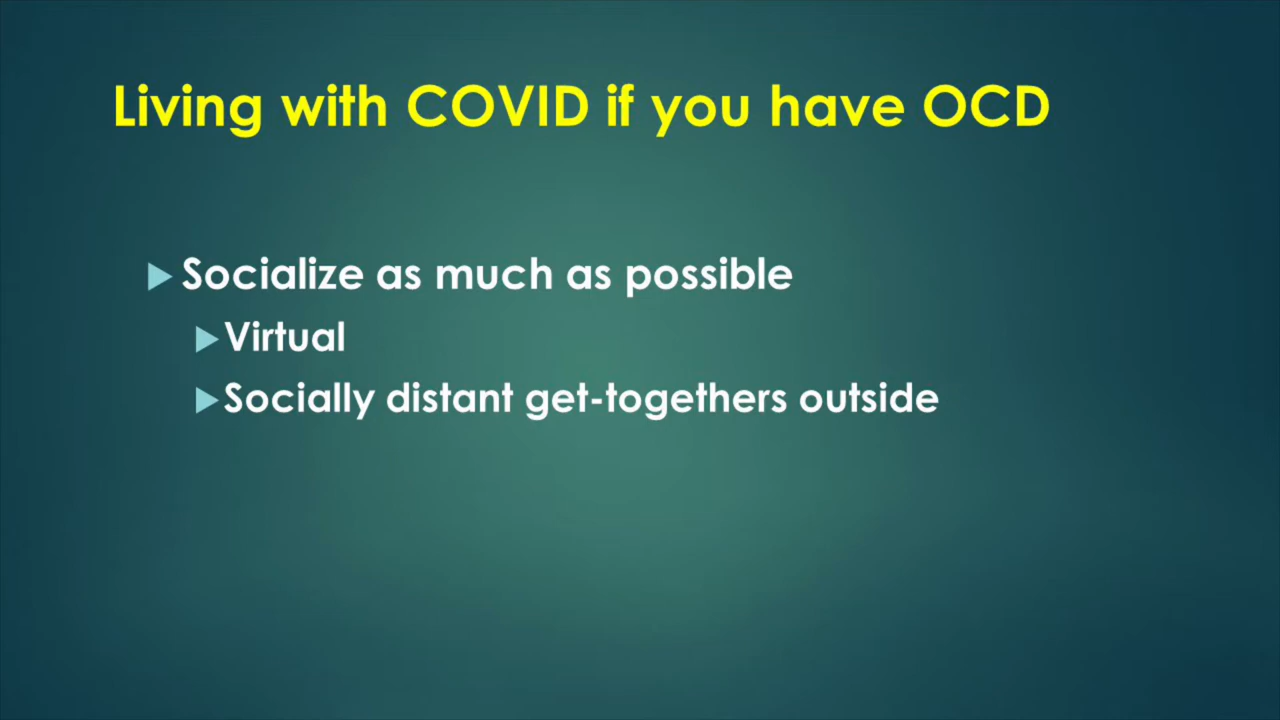 Living with COVID if you have OCD
Socialize as much as possible
Virtual
Socially distant get-togethers outside